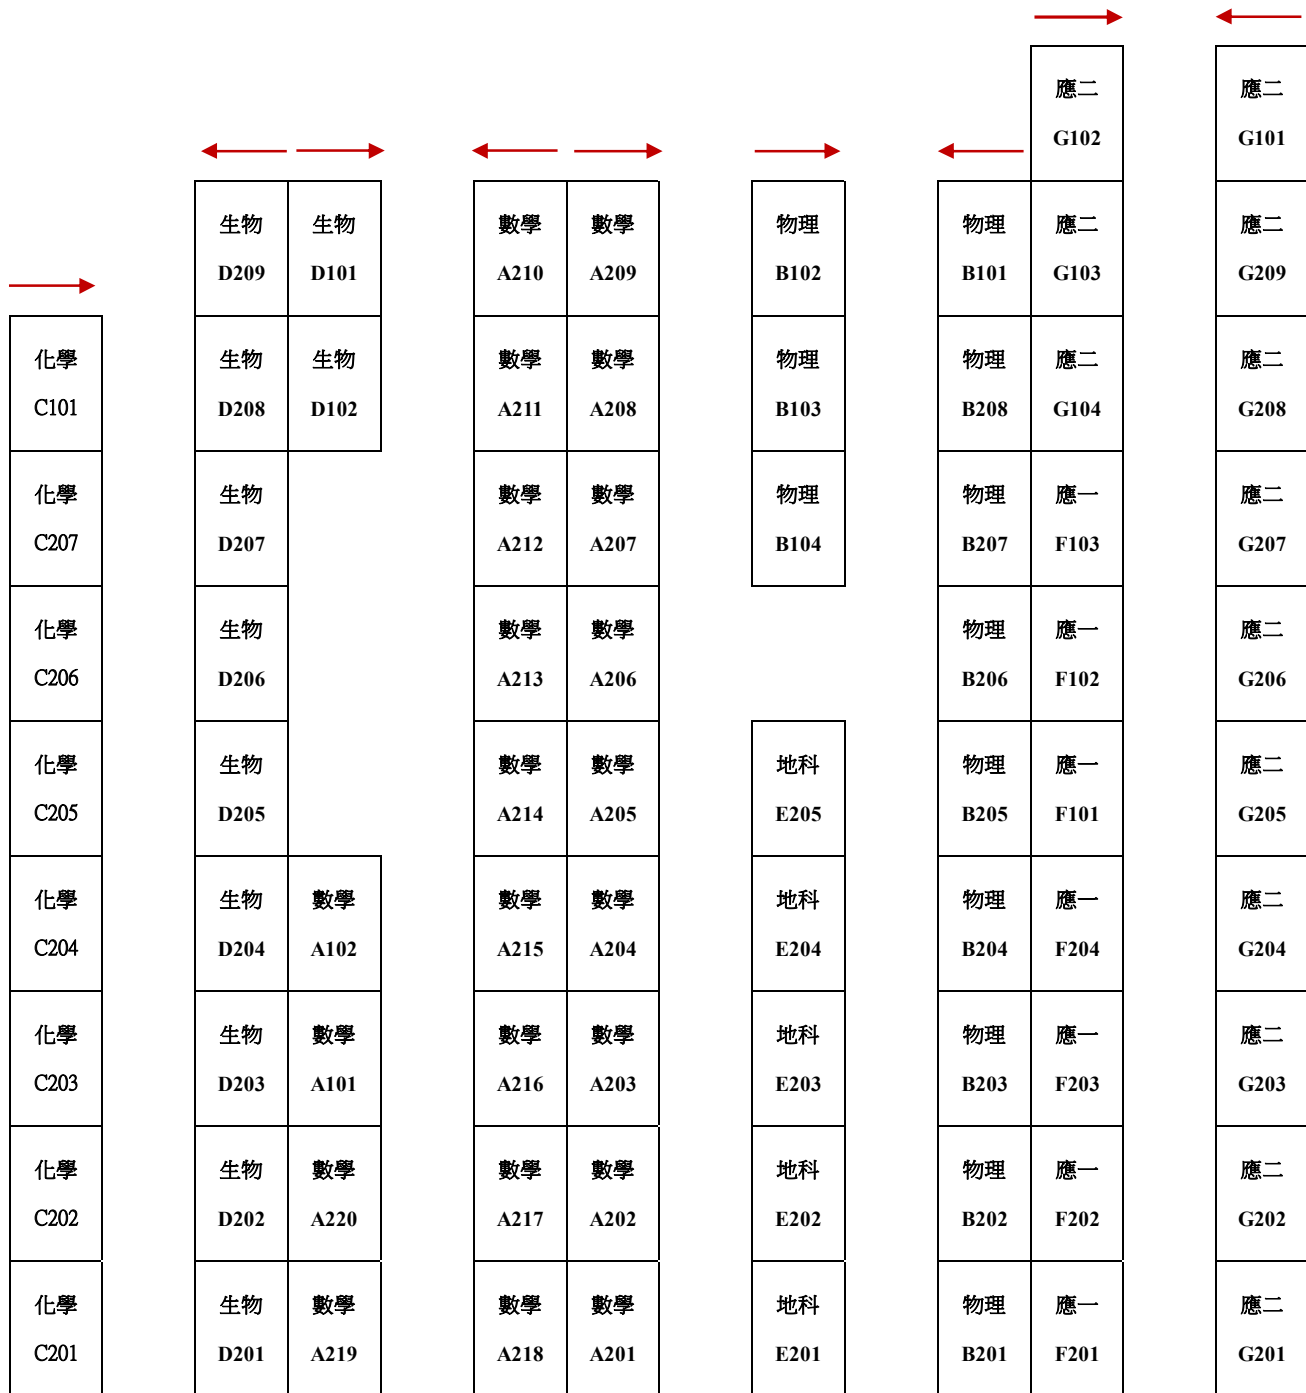 應二 應二
G102 G101
生物 生物 數學 數學 物理 物理 應二 應二
D209 D101 A210 A209 B102 B101 G103 G209
化學 生物 生物 數學 數學 物理 物理 應二 應二
C101 D208 D102 A211 A208 B103 B208 G104 G208
化學 生物 數學 數學 物理 物理 應一 應二
C207 D207 A212 A207 B104 B207 F103 G207
化學 生物 數學 數學 物理 應一 應二
C206 D206 A213 A206 B206 F102 G206
化學 生物 數學 數學 地科 物理 應一 應二
C205 D205 A214 A205 E205 B205 F101 G205
化學 生物 數學 數學 數學 地科 物理 應一 應二
C204 D204 A102 A215 A204 E204 B204 F204 G204
化學 生物 數學 數學 數學 地科 物理 應一 應二
C203 D203 A101 A216 A203 E203 B203 F203 G203
化學 生物 數學 數學 數學 地科 物理 應一 應二
C202 D202 A220 A217 A202 E202 B202 F202 G202
化學 生物 數學 數學 數學 地科 物理 應一 應二
C201 D201 A219 A218 A201 E201 B201 F201 G201